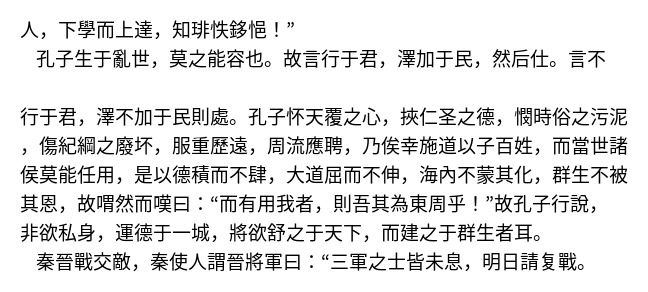 人，下學而上達，知琲怢鉹悒！”
孔子生于亂世，莫之能容也。故言行于君，澤加于民，然后仕。言不
行于君，澤不加于民則處。孔子怀天覆之心，挾仁圣之德，憫時俗之污泥
，傷紀綱之廢坏，服重歷遠，周流應聘，乃俟幸施道以子百姓，而當世諸
侯莫能任用，是以德積而不肆，大道屈而不伸，海內不蒙其化，群生不被
其恩，故喟然而嘆曰：“而有用我者，則吾其為東周乎！”故孔子行說，
非欲私身，運德于一城，將欲舒之于天下，而建之于群生者耳。
秦晉戰交敵，秦使人謂晉將軍曰：“三軍之士皆未息，明日請复戰。